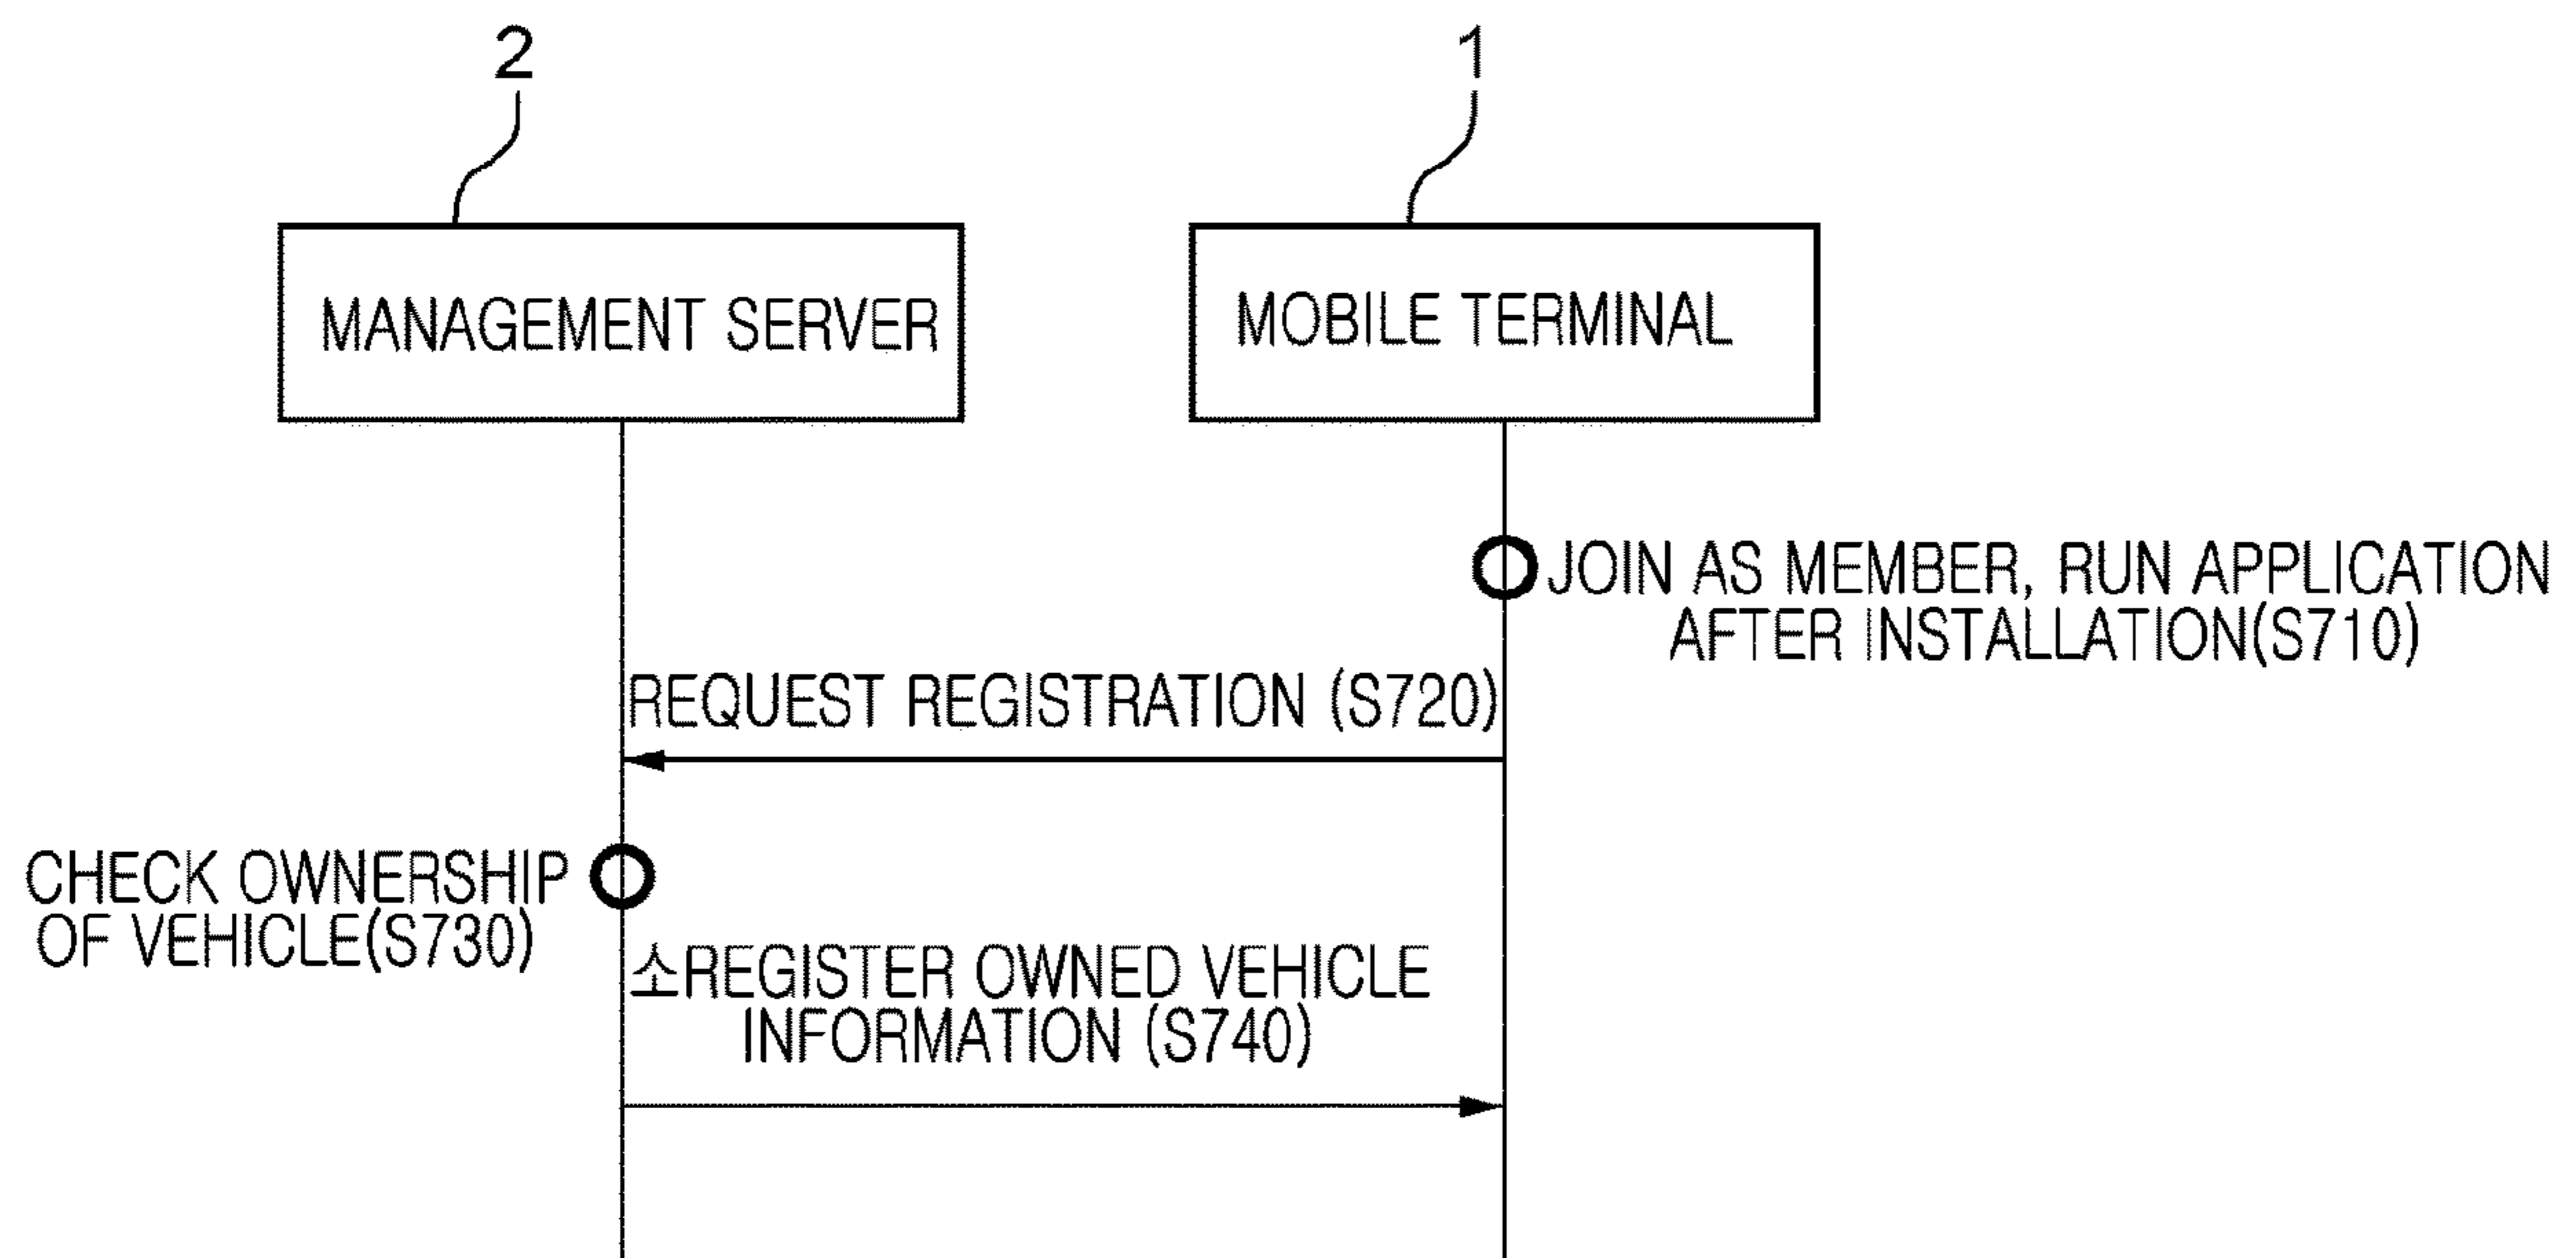 2
1
MANAGEMENT SERVER
MOBILE TERMINAL
JOIN AS MEMBER, RUN APPLICATION
AFTER INSTALLATION(S710)
REQUEST REGISTRATION (S720)
CHECK OWNERSHIP
OF VEHICLE(S730)
소REGISTER OWNED VEHICLE
INFORMATION (S740)